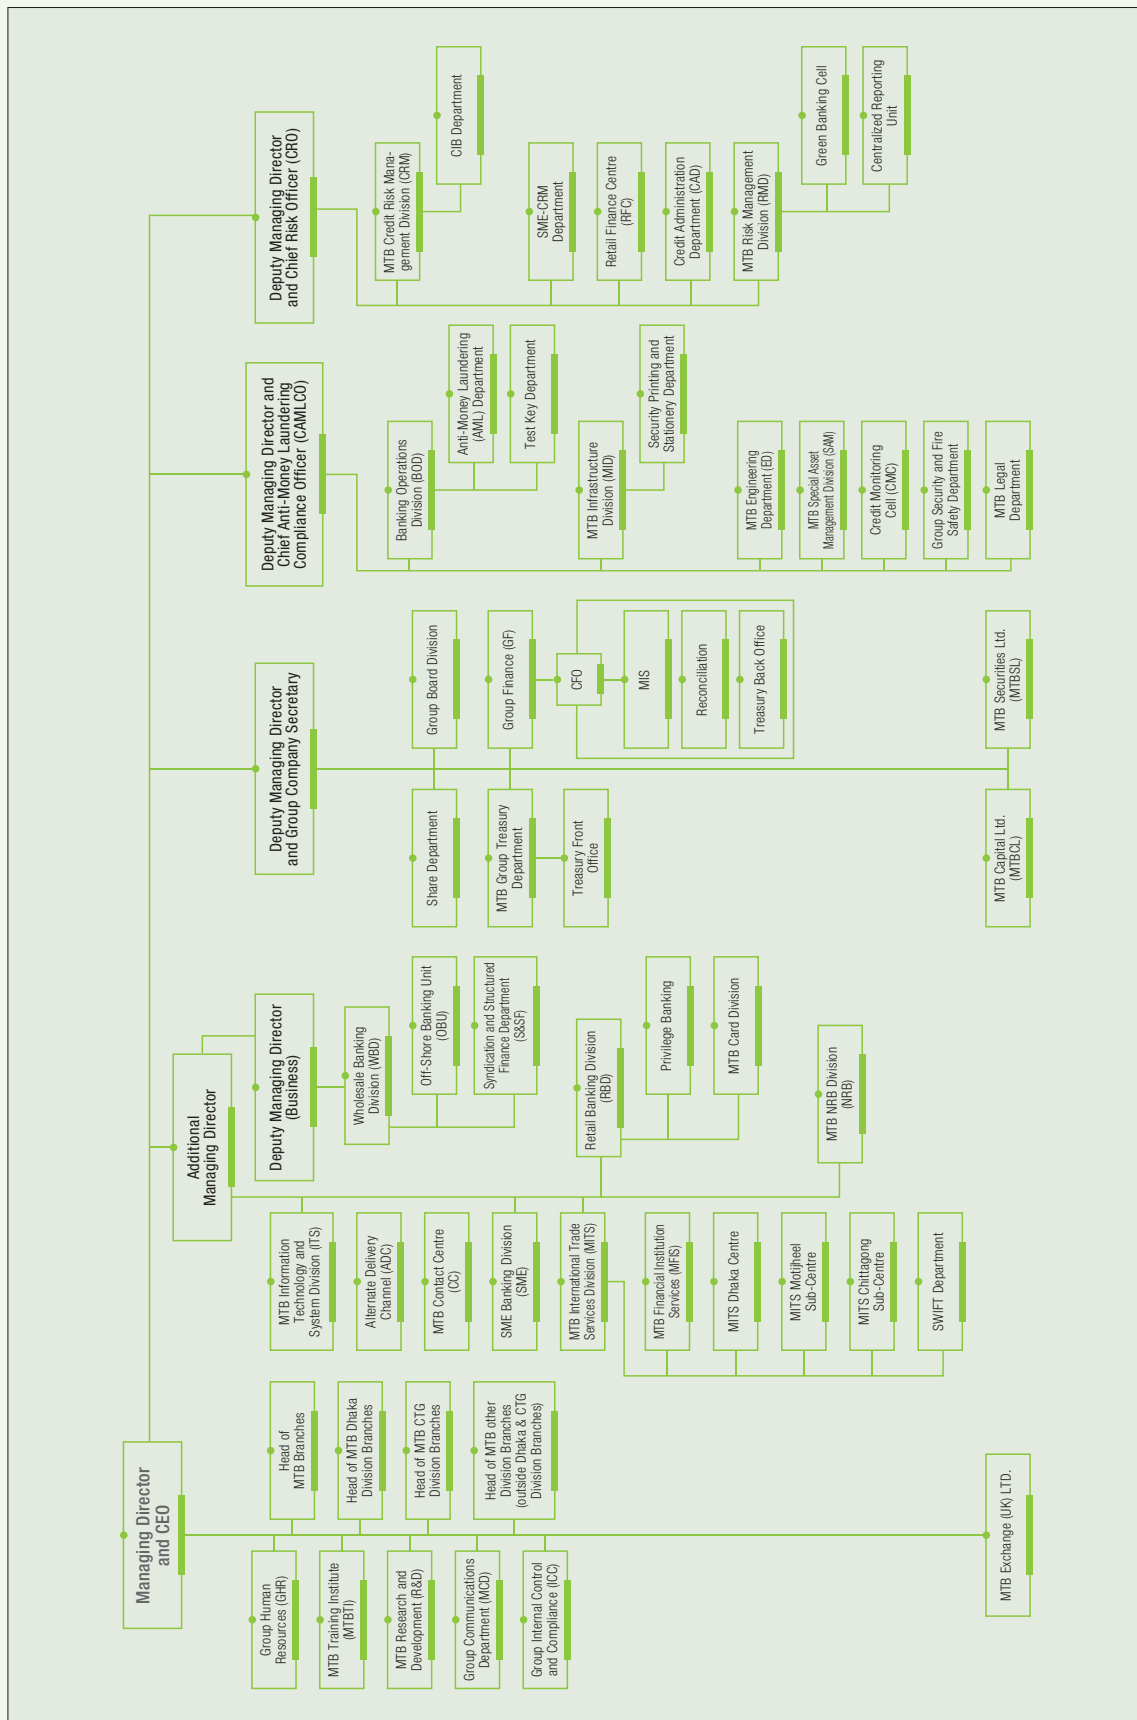 Managing Director
and CEO
Group Human
Resources (GHR)
MTB Training Institute
(MTBTI)
MTB Research and
Development (R&D)
Group Communications
Department (MCD)
Group Internal Control
and Compliance (ICC)
Head of
MTB Branches
Head of MTB Dhaka
Division Branches
Head of MTB CTG
Division Branches
Head of MTB other
Division Branches
(outside Dhaka & CTG
Division Branches)
MTB Exchange (UK) LTD.
Additional
Managing Director
MTB Information
Technology and
System Division (ITS)
Alternate Delivery
Channel (ADC)
MTB Contact Centre
(CC)
SME Banking Division
(SME)
MTB International Trade
Services Division (MITS)
MTB Financial Institution
Services (MFIS)
MITS Dhaka Centre
MITS Motijheel
Sub-Centre
MITS Chittagong
Sub-Centre
SWIFT Department
Deputy Managing Director
(Business)
Wholesale Banking
Division (WBD)
Off-Shore Banking Unit
(OBU)
Syndication and Structured
Finance Department
(S&SF)
Retail Banking Division
(RBD)
Privilege Banking
MTB Card Division
MTB NRB Division
(NRB)
Deputy Managing Director
and Group Company Secretary
Share Department
MTB Group Treasury
Department
Treasury Front
Office
MTB Capital Ltd.
(MTBCL)
Group Board Division
Group Finance (GF)
CFO
MIS
Reconciliation
Treasury Back Office
MTB Securities Ltd.
(MTBSL)
Deputy Managing Director and
Chief Anti-Money Laundering
Compliance Officer (CAMLCO)
Banking Operations
Division (BOD)
Anti-Money Laundering
(AML) Department
Test Key Department
MTB Infrastructure
Division (MID)
Security Printing and
Stationery Department
MTB Engineering
Department (ED)
MTB Special Asset
Management Division (SAM)
Credit Monitoring
Cell (CMC)
Group Security and Fire
Safety Department
MTB Legal
Department
Deputy Managing Director
and Chief Risk Officer (CRO)
MTB Credit Risk Mana-
gement Division (CRM)
CIB Department
SME-CRM
Department
Retail Finance Centre
(RFC)
Credit Administration
Department (CAD)
MTB Risk Management
Division (RMD)
Green Banking Cell
Centralized Reporting
Unit